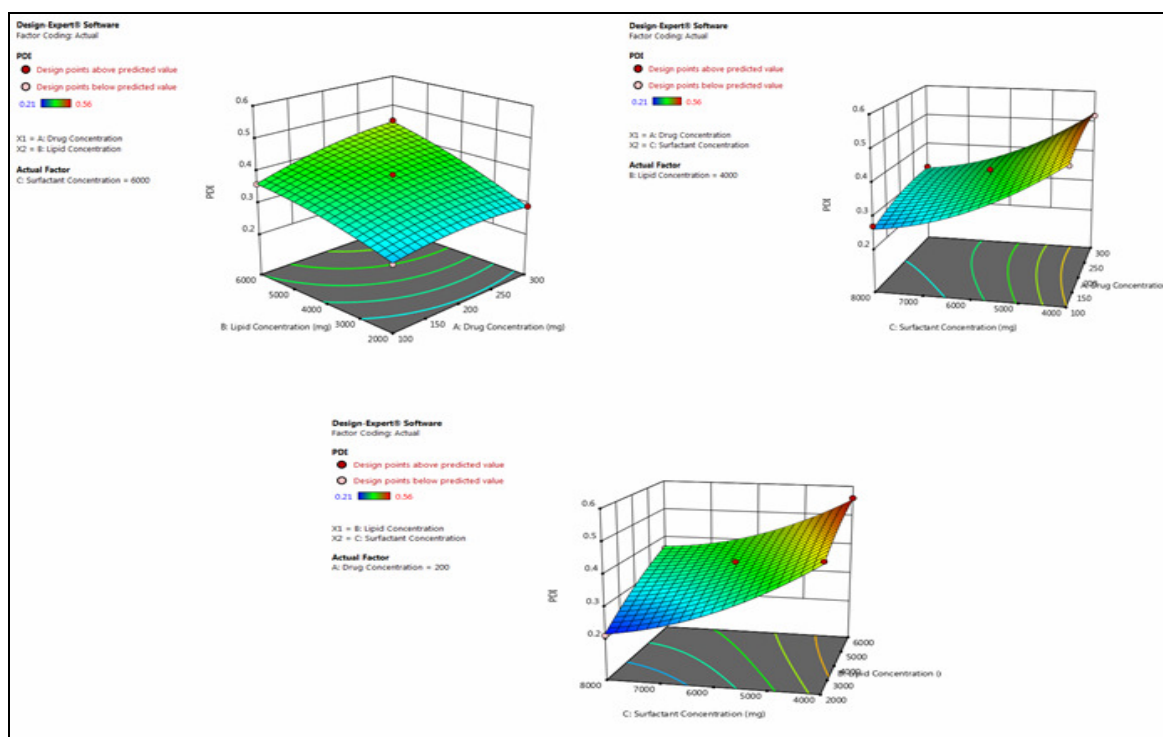 Design-Expert® Software
Factor Coding: Actual
PDI
Design points above predicted value
Design points below predicted value
0.21 0.56
X1 = A: Drug Concentration
X2 = B: Lipid Concentration
Actual Factor
C: Surfactant Concentration = 6000
0.6
0.5
0.4
0.3
0.2
PDI
6000
5000
4000
3000
2000
B: Lipid Concentration (mg)
300
250
200
150
100
A: Drug Concentration (mg)
Design-Expert® Software
Factor Coding: Actual
PDI
Design points above predicted value
Design points below predicted value
0.21 0.56
X1 = A: Drug Concentration
X2 = C: Surfactant Concentration
Actual Factor
B: Lipid Concentration = 4000
0.6
0.5
0.4
0.3
0.2
PDI
8000
7000
6000
5000
4000
C: Surfactant Concentration (mg)
300
250
150
100
Drug Concentration
Design-Expert® Software
Factor Coding: Actual
PDI
Design points above predicted value
Design points below predicted value
0.21 0.56
X1 = B: Lipid Concentration
X2 = C: Surfactant Concentration
Actual Factor
A: Drug Concentration = 200
0.6
0.5
0.4
0.3
0.2
PDI
8000
7000
6000
5000
4000
C: Surfactant Concentration (mg)
6000
5000
3000
2000
Lipid Concentration (